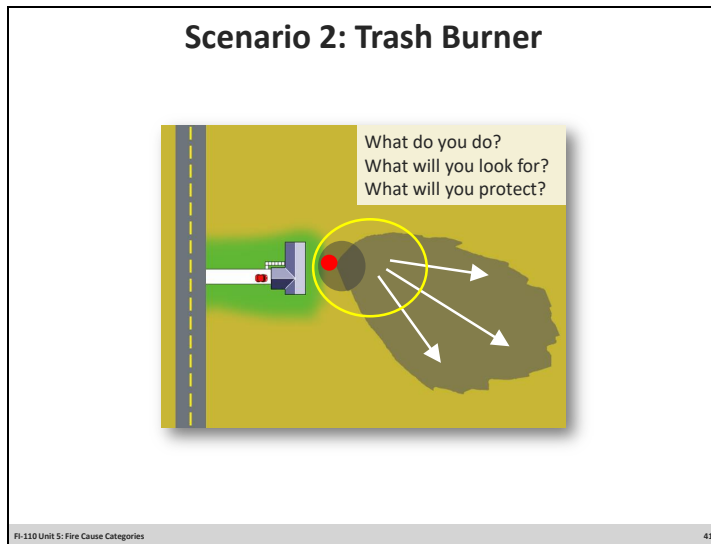 Scenario 2: Trash Burner
What do you do?
What will you look for?
What will you protect?
FI-110 Unit 5: Fire Cause Categories
41